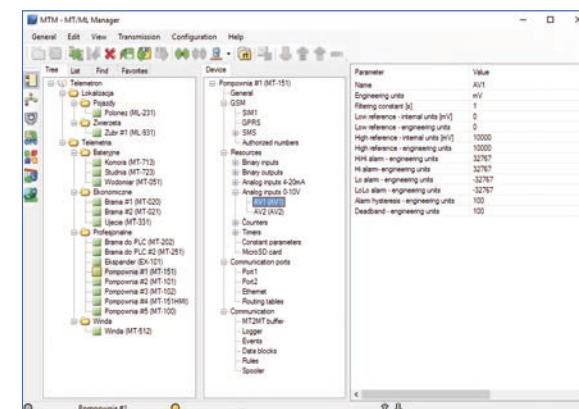 MTM - MT/ML Manager
General Edit View Transmission Configuration Help
Tree List Find Favorites
Telemetron
Lokalizacja
Pojazdy
Polonez (ML-231)
Zwierzeta
Zubr #1 (ML-931)
Telemetria
Bateryjne
Komora (MT-713)
Studnia (MT-723)
Wodomiar (MT-051)
Ekonomiczne
Brama #1 (MT-020)
Brama #2 (MT-021)
Ujecie (MT-331)
Profesjonalne
Brama do PLC (MT-202)
Brama do PLC #2 (MT-251)
Ekspander (EX-101)
Pompownia #1 (MT-151)
Pompownia #2 (MT-101)
Pompownia #3 (MT-102)
Pompownia #4 (MT-151HMI)
Pompownia #5 (MT-100)
Winda
Winda (MT-512)
Device
Pompownia #1 (MT-151)
General
GSM
SIM1
GPRS
SMS
Authorized numbers
Resources
Binary inputs
Binary outputs
Analog inputs 4-20mA
Analog inputs 0-10V
AV1 (AV1)
AV2 (AV2)
Counters
Timers
Constant parameters
MicroSD card
Communication ports
Port1
Port2
Ethernet
Routing tables
Communication
MT2MT buffer
Logger
Events
Data blocks
Rules
Spooler
Parameter Value
Name AV1
Engineering units mV
Filtering constant [s] 1
Low reference - internal units [mV] 0
Low reference - engineering units 0
High reference - internal units [mV] 10000
High reference - engineering units 10000
HiHi alarm - engineering units 32767
Hi alarm - engineering units 32767
Lo alarm - engineering units -32767
LoLo alarm - engineering units -32767
Alarm hysteresis - engineering units 100
Deadband - engineering units 100
Pompownia #1